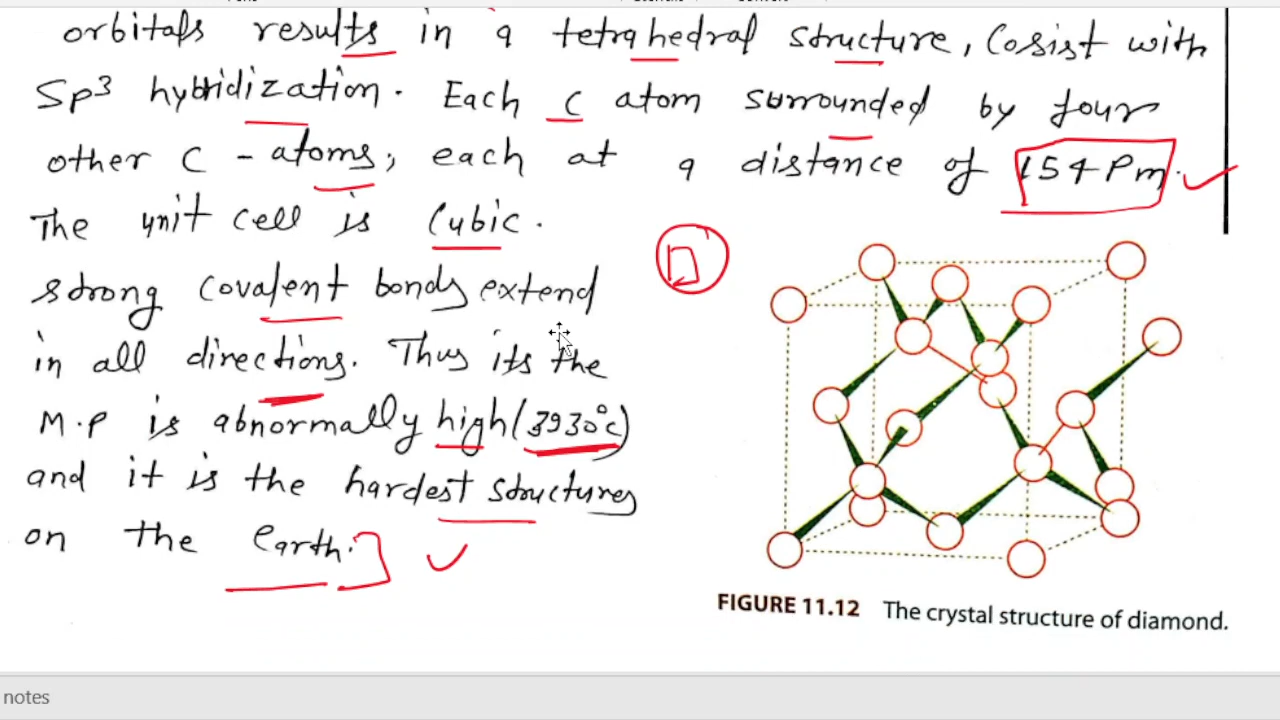 orbitals results in a tetrahedral structure, Cosist with
Sp³ hybridization. Each C atom surrounded by four
other C - atoms, each at a distance of 154 Pm.
The unit cell is Cubic.
strong covalent bonds extend
in all directions. Thus its the
M.P is abnormally high (3930°c)
and it is the hardest structures
on the earth.
FIGURE 11.12 The crystal structure of diamond.
notes